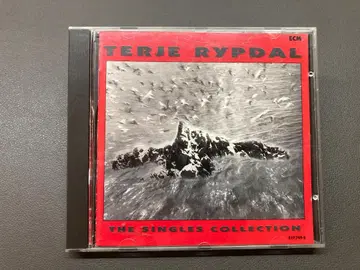 ECM
TERJE RYPDAL
THE SINGLES COLLECTION